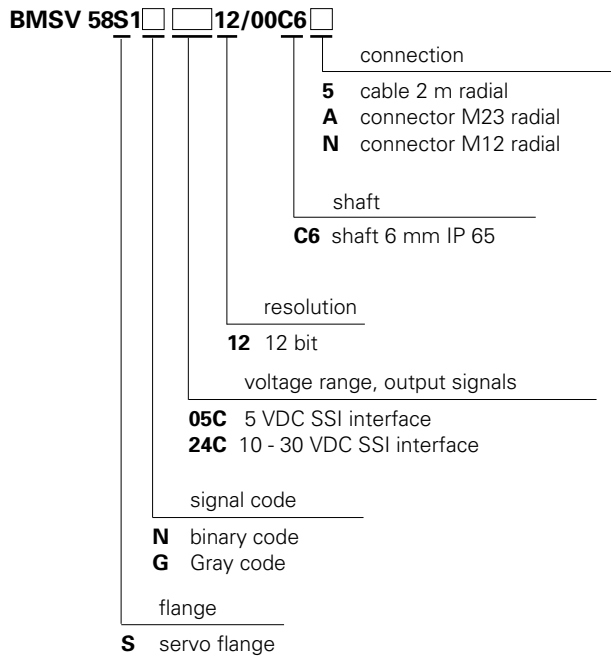 BMSV 58S1 12/00C6
connection
5 cable 2 m radial
A connector M23 radial
N connector M12 radial
shaft
C6 shaft 6 mm IP 65
resolution
12 12 bit
voltage range, output signals
05C 5 VDC SSI interface
24C 10 - 30 VDC SSI interface
signal code
N binary code
G Gray code
flange
S servo flange